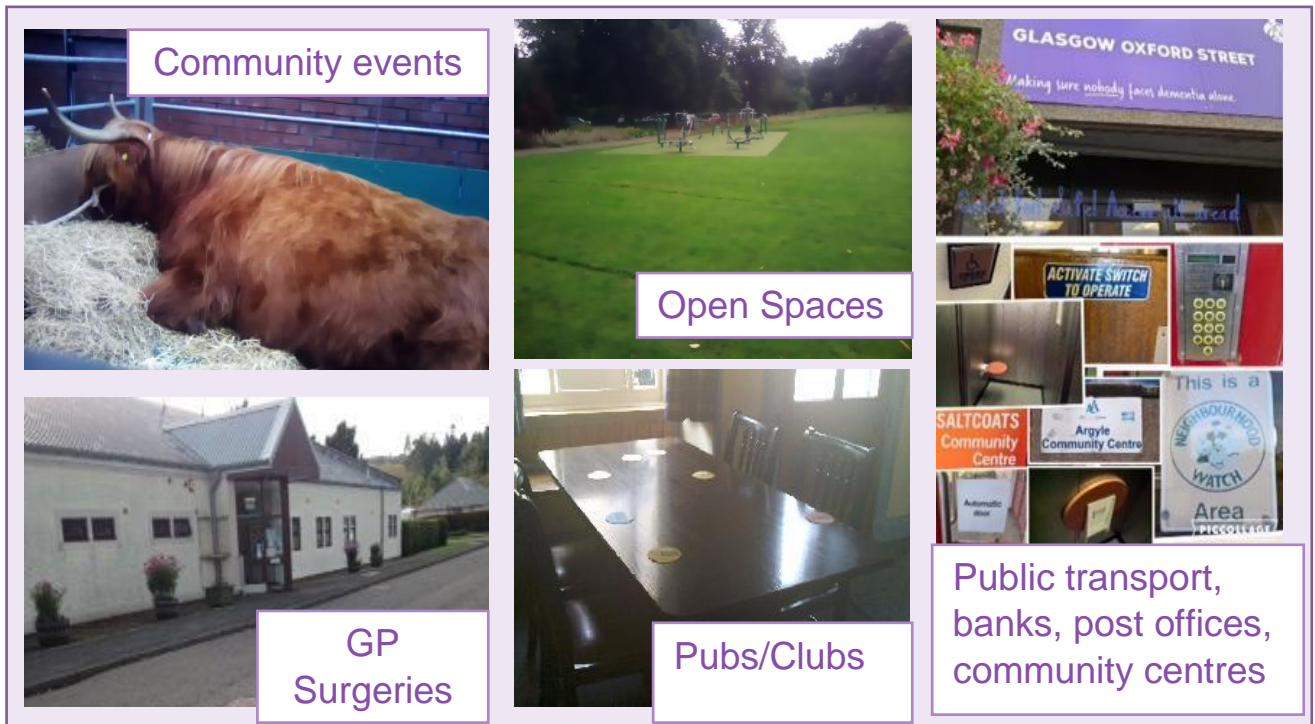 Community events
Open Spaces
GP
Surgeries
Pubs/Clubs
GLASGOW OXFORD STREET
Making sure nobody faces dementia alone.
ACTIVATE SWITCH
TO OPERATE
SALTCOATS
Community
Centre
Argyle
Community Centre
This is a
NEIGHBOURHOOD
WATCH
Area
Automatic
door
PICCOLLAGE
Public transport,
banks, post offices,
community centres